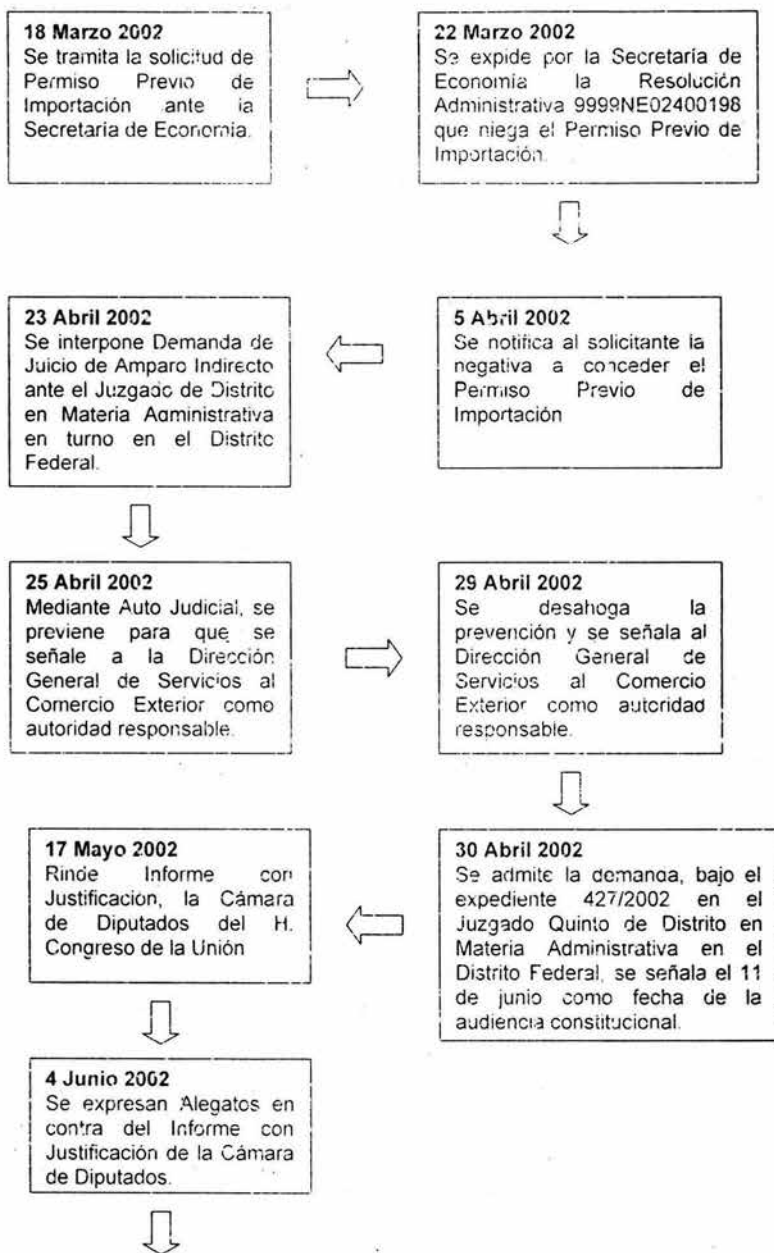 18 Marzo 2002
Se tramita la solicitud de
Permiso Previo de
Importación ante la
Secretaría de Economía.
22 Marzo 2002
Se expide por la Secretaría de
Economía la Resolución
Administrativa 9999NE02400198
que niega el Permiso Previo de
Importación.
5 Abril 2002
Se notifica al solicitante la
negativa a conceder el
Permiso Previo de
Importación
23 Abril 2002
Se interpone Demanda de
Juicio de Amparo Indirecto
ante el Juzgado de Distrito
en Materia Administrativa
en turno en el Distrito
Federal.
25 Abril 2002
Mediante Auto Judicial, se
previene para que se
señale a la Dirección
General de Servicios al
Comercio Exterior como
autoridad responsable.
29 Abril 2002
Se desahoga la
prevención y se señala al
Dirección General de
Servicios al Comercio
Exterior como autoridad
responsable.
30 Abril 2002
Se admite la demanda, bajo el
expediente 427/2002 en el
Juzgado Quinto de Distrito en
Materia Administrativa en el
Distrito Federal, se señala el 11
de junio como fecha de la
audiencia constitucional.
17 Mayo 2002
Rinde Informe con
Justificación, la Cámara
de Diputados del H.
Congreso de la Unión
4 Junio 2002
Se expresan Alegatos en
contra del Informe con
Justificación de la Cámara
de Diputados.